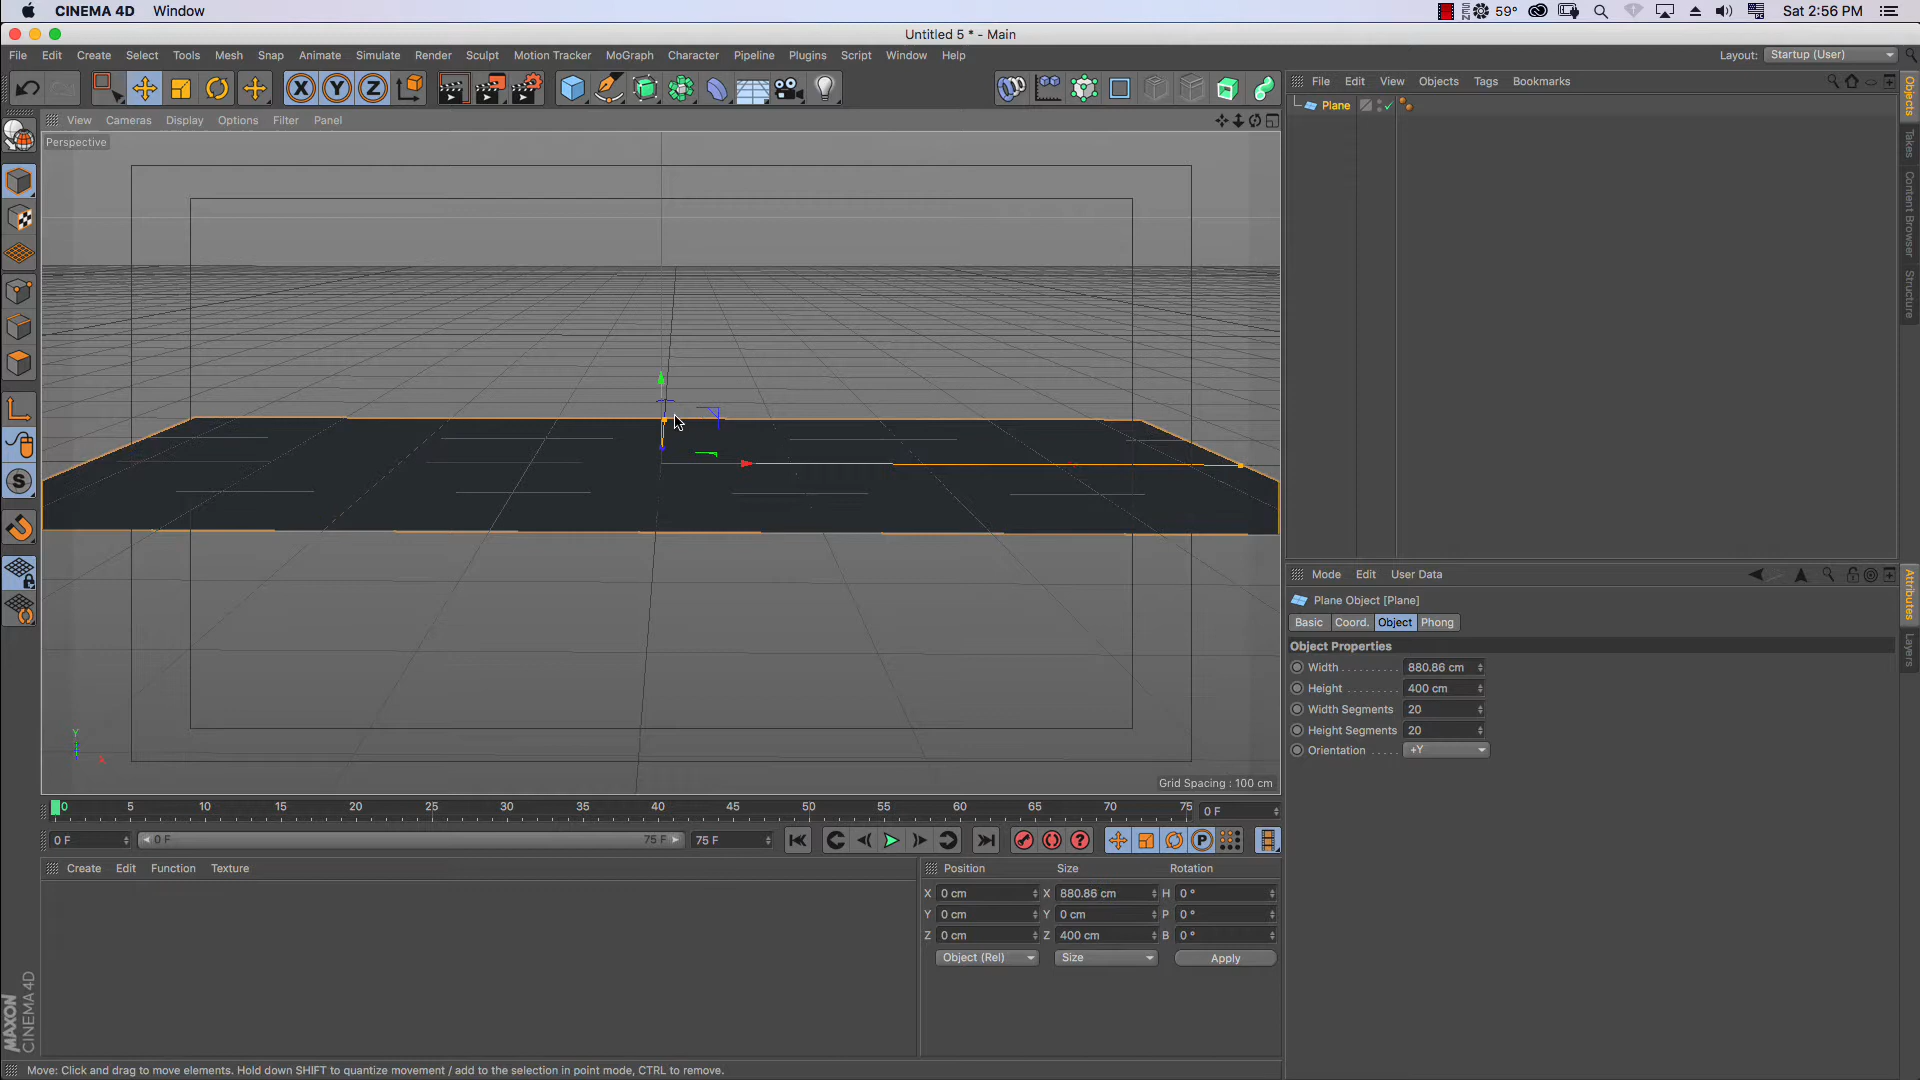 CINEMA 4D Window
59° Sat 2:56 PM
Untitled 5 * - Main
File Edit Create Select Tools Mesh Snap Animate Simulate Render Sculpt Motion Tracker MoGraph Character Pipeline Plugins Script Window Help
Layout: Startup (User)
X Y Z
File Edit View Objects Tags Bookmarks
Plane
View Cameras Display Options Filter Panel
Perspective
Objects
Takes
Content Browser
Structure
Mode Edit User Data
Plane Object [Plane]
Basic Coord. Object Phong
Object Properties
Width 880.86 cm
Height 400 cm
Width Segments 20
Height Segments 20
Orientation +Y
Attributes
Layers
S
Y
X
Grid Spacing : 100 cm
0 5 10 15 20 25 30 35 40 45 50 55 60 65 70 75 0 F
0 F 0 F 75 F 75 F ? P
Create Edit Function Texture
Position Size Rotation
X 0 cm X 880.86 cm H 0 °
Y 0 cm Y 0 cm P 0 °
Z 0 cm Z 400 cm B 0 °
Object (Rel) Size Apply
MAXON
CINEMA 4D
Move: Click and drag to move elements. Hold down SHIFT to quantize movement / add to the selection in point mode, CTRL to remove.